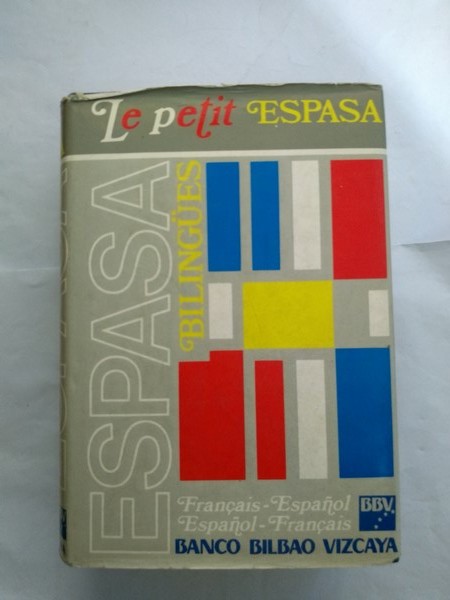 Le petit ESPASA
ESPASA
BILINGÜES
Français-Español
Español-Français
BBV
BANCO BILBAO VIZCAYA